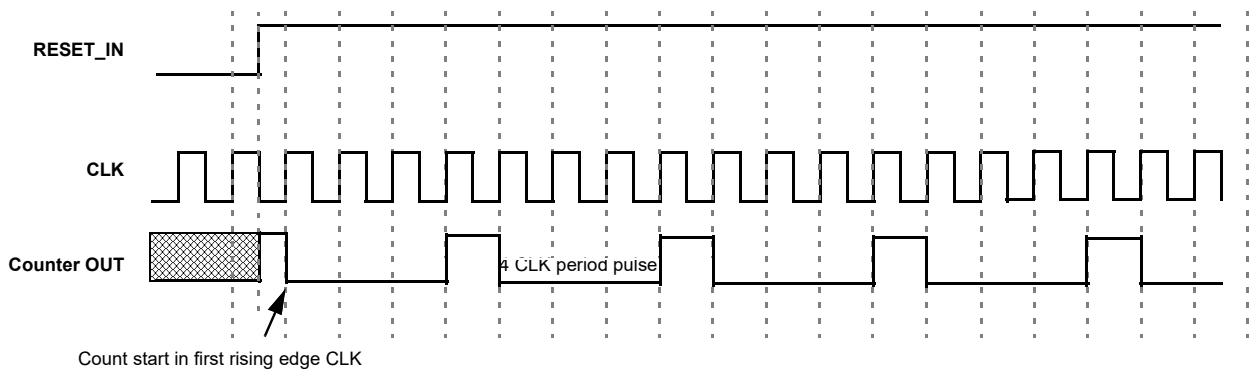 RESET_IN
CLK
Counter OUT
4 CLK period pulse
Count start in first rising edge CLK